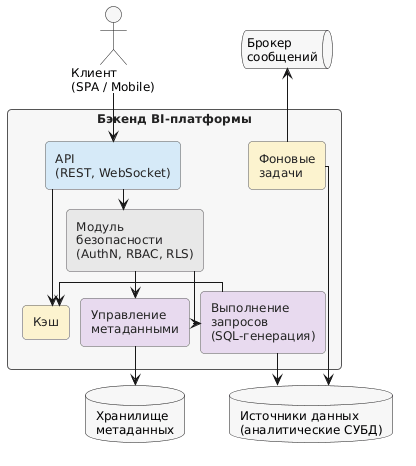 Брокер
сообщений
Клиент
(SPA / Mobile)
Бэкенд BI-платформы
API
(REST, WebSocket)
Фоновые
задачи
Модуль
безопасности
(AuthN, RBAC, RLS)
Кэш
Управление
метаданными
Выполнение
запросов
(SQL-генерация)
Хранилище
метаданных
Источники данных
(аналитические СУБД)